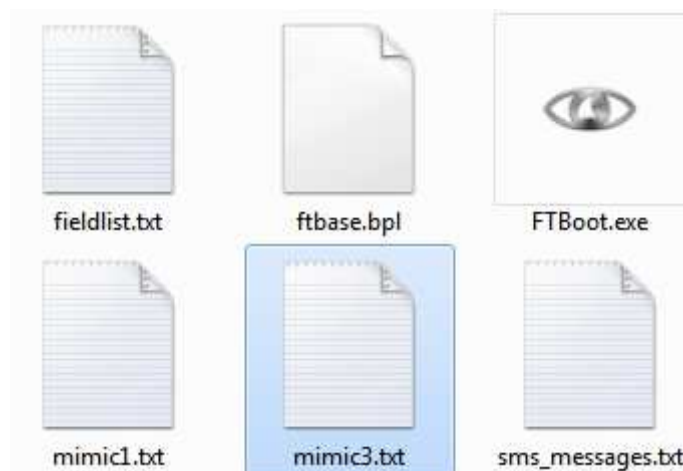 fieldlist.txt
ftbase.bpl
FTBoot.exe
mimic1.txt
mimic3.txt
sms_messages.txt